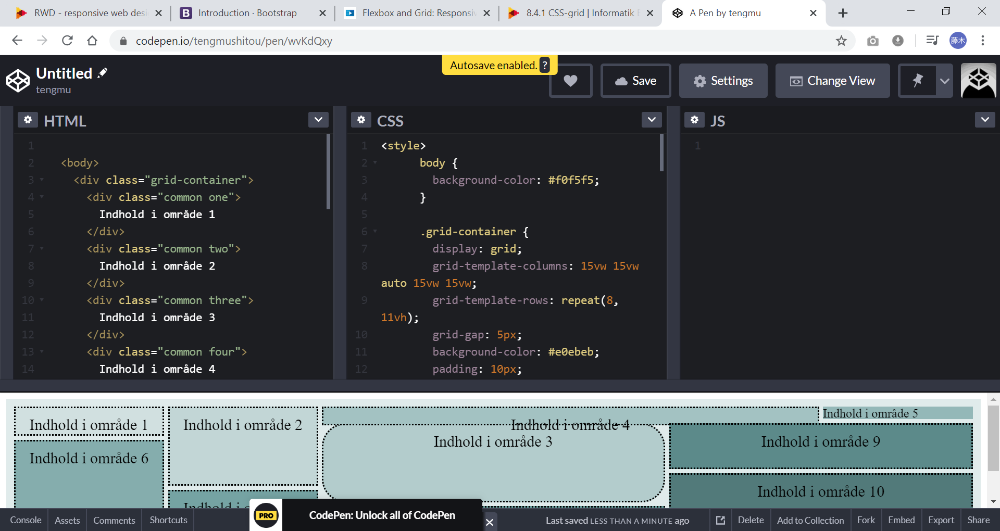 RWD - responsive web desi
Introduction · Bootstrap
Flexbox and Grid: Responsiv
8.4.1 CSS-grid | Informatik
A Pen by tengmu
codepen.io/tengmushitou/pen/wvKdQxy
藤木
Autosave enabled. ?
Untitled
tengmu
Save
Settings
Change View
HTML
1
2 <body>
3 <div class="grid-container">
4 <div class="common one">
5 Indhold i område 1
6 </div>
7 <div class="common two">
8 Indhold i område 2
9 </div>
10 <div class="common three">
11 Indhold i område 3
12 </div>
13 <div class="common four">
14 Indhold i område 4
CSS
1 <style>
2 body {
3 background-color: #f0f5f5;
4 }
5
6 .grid-container {
7 display: grid;
8 grid-template-columns: 15vw 15vw
auto 15vw 15vw;
9 grid-template-rows: repeat(8,
11vh);
10 grid-gap: 5px;
11 background-color: #e0ebeb;
12 padding: 10px;
JS
1
Indhold i område 1
Indhold i område 2
Indhold i område 4
Indhold i område 5
Indhold i område 3
Indhold i område 9
Indhold i område 6
Indhold i område 10
Indhold i
Console
Assets
Comments
Shortcuts
PRO
CodePen: Unlock all of CodePen
Last saved LESS THAN A MINUTE ago
Delete
Add to Collection
Fork
Embed
Export
Share